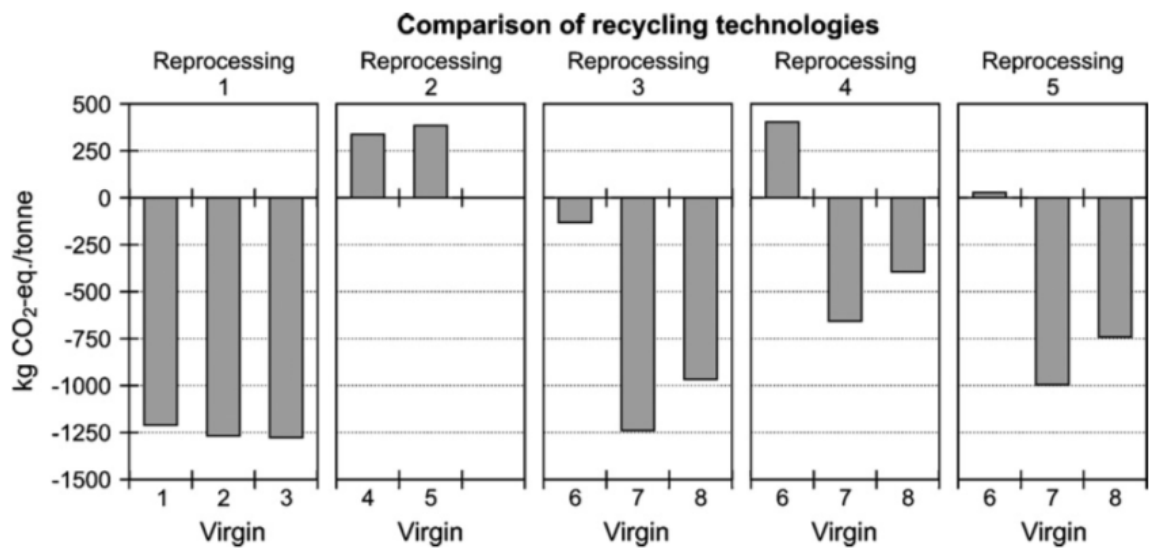 Comparison of recycling technologies
Reprocessing Reprocessing Reprocessing Reprocessing Reprocessing
1 2 3 4 5
500
250
0
-250
-500
-750
-1000
-1250
-1500
kg CO₂-eq./tonne
1 2 3 4 5 6 7 8 6 7 8 6 7 8
Virgin Virgin Virgin Virgin Virgin